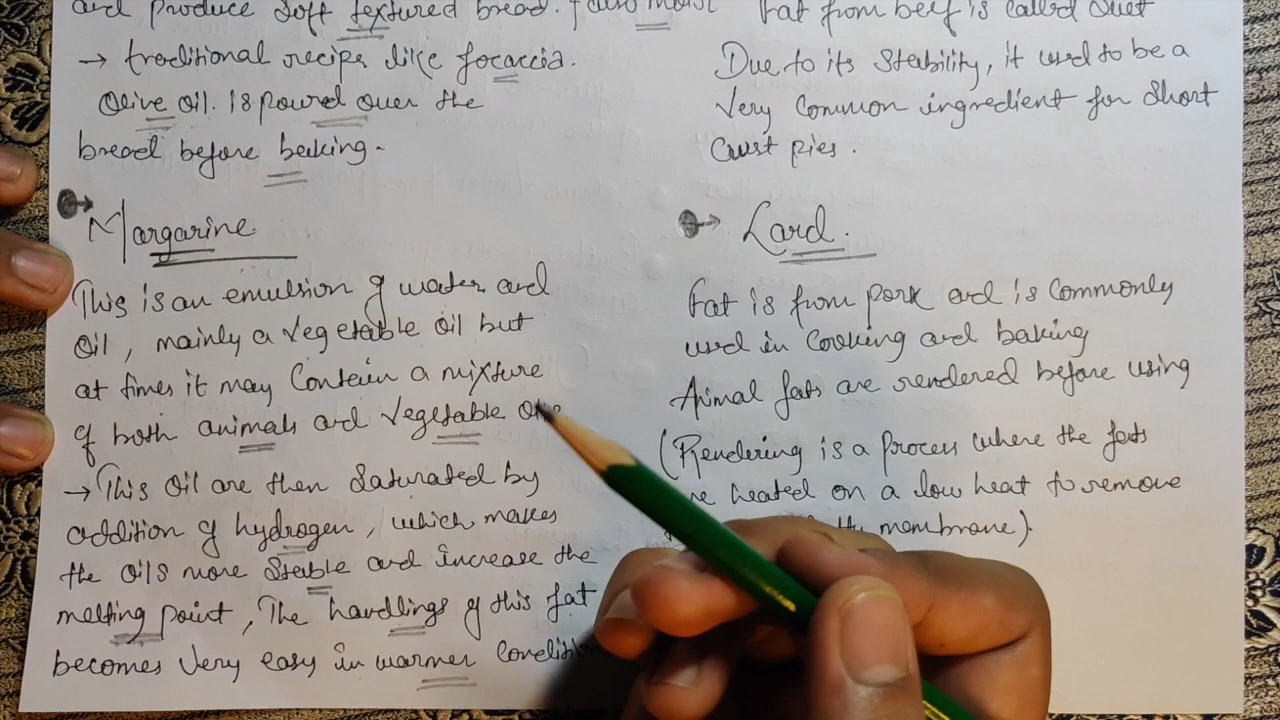 and produce soft textured bread. also moist
→ traditional recipe like focaccia.
Olive oil. is poured over the
bread before baking.
Margarine
This is an emulsion of water and
oil, mainly a vegetable oil but
at times it may Contain a mixture
of both animals and vegetable
→ This oil are then Saturated by
addition of hydrogen, which makes
the oils more Stable and increase the
melting point, The handlings of this fat
becomes very easy in warmer
fat from beef is called suet
Due to its Stability, it used to be a
very Common ingredient for Short
Crust pies.
Lard.
Fat is from pork and is Commonly
used in Cooking and baking
Animal fats are rendered before using
(Rendering is a process where the fats
heated on a low heat to remove
membrane).